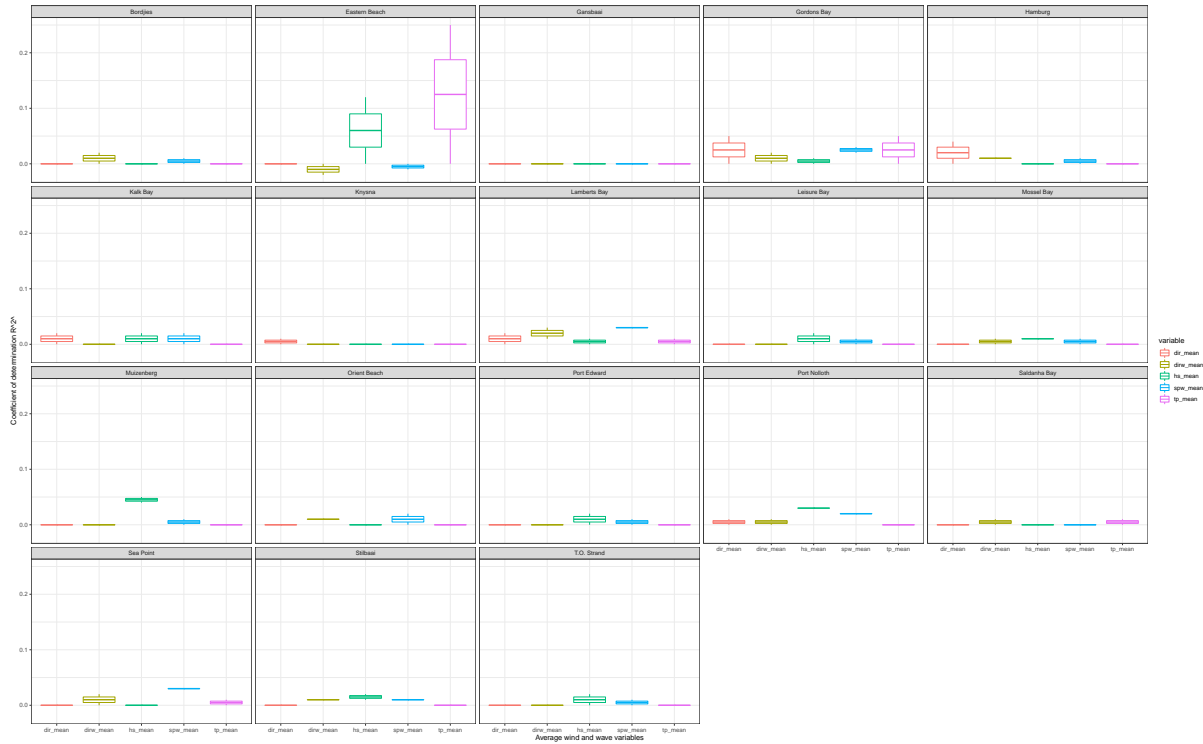 Bordjies
Eastern Beach
Gansbaai
Gordons Bay
Hamburg
0.2
0.1
0.0
Kalk Bay
Knysna
Lamberts Bay
Leisure Bay
Mossel Bay
0.2
0.1
0.0
Muizenberg
Orient Beach
Port Edward
Port Nolloth
Saldanha Bay
0.2
0.1
0.0
dir_mean dirw_mean hs_mean spw_mean tp_mean
dir_mean dirw_mean hs_mean spw_mean tp_mean
Sea Point
Stilbaai
T.O. Strand
0.2
0.1
0.0
dir_mean dirw_mean hs_mean spw_mean tp_mean
dir_mean dirw_mean hs_mean spw_mean tp_mean
dir_mean dirw_mean hs_mean spw_mean tp_mean
Average wind and wave variables
Coefficient of determination R^2^
variable
dir_mean
dirw_mean
hs_mean
spw_mean
tp_mean